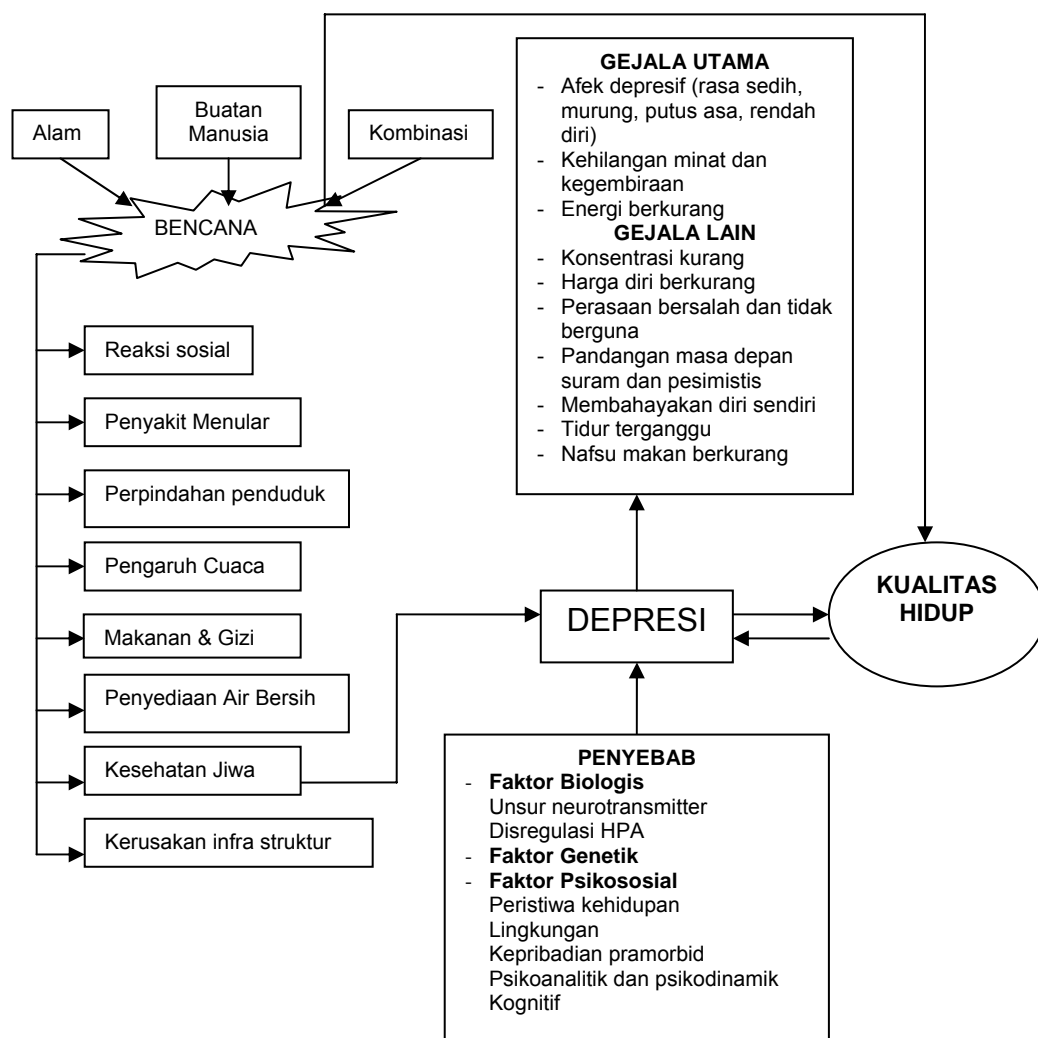 Alam
Buatan
Manusia
Kombinasi
BENCANA
Reaksi sosial
Penyakit Menular
Perpindahan penduduk
Pengaruh Cuaca
Makanan & Gizi
Penyediaan Air Bersih
Kesehatan Jiwa
Kerusakan infra struktur
GEJALA UTAMA
- Afek depresif (rasa sedih,
murung, putus asa, rendah
diri)
- Kehilangan minat dan
kegembiraan
- Energi berkurang
GEJALA LAIN
- Konsentrasi kurang
- Harga diri berkurang
- Perasaan bersalah dan tidak
berguna
- Pandangan masa depan
suram dan pesimistis
- Membahayakan diri sendiri
- Tidur terganggu
- Nafsu makan berkurang
DEPRESI
KUALITAS
HIDUP
PENYEBAB
- Faktor Biologis
Unsur neurotransmitter
Disregulasi HPA
- Faktor Genetik
- Faktor Psikososial
Peristiwa kehidupan
Lingkungan
Kepribadian pramorbid
Psikoanalitik dan psikodinamik
Kognitif